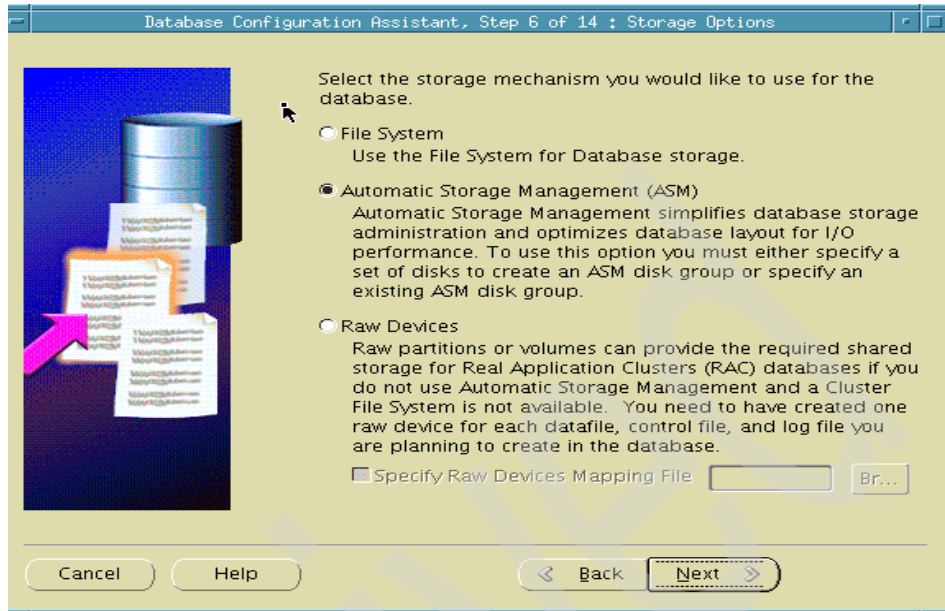 Database Configuration Assistant, Step 6 of 14 : Storage Options
Select the storage mechanism you would like to use for the
database.
File System
Use the File System for Database storage.
Automatic Storage Management (ASM)
Automatic Storage Management simplifies database storage
administration and optimizes database layout for I/O
performance. To use this option you must either specify a
set of disks to create an ASM disk group or specify an
existing ASM disk group.
Raw Devices
Raw partitions or volumes can provide the required shared
storage for Real Application Clusters (RAC) databases if you
do not use Automatic Storage Management and a Cluster
File System is not available. You need to have created one
raw device for each datafile, control file, and log file you
are planning to create in the database.
Specify Raw Devices Mapping File
Br...
Cancel
Help
Back
Next